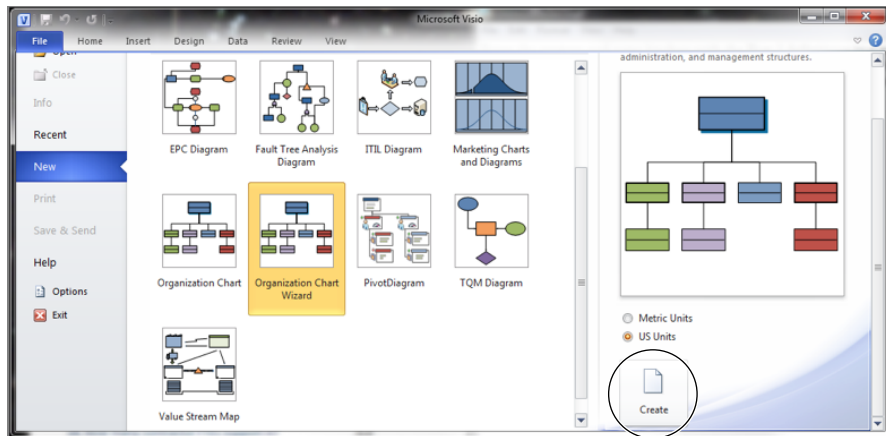 Microsoft Visio
File Home Insert Design Data Review View
Open
Close
Info
Recent
New
Print
Save & Send
Help
Options
Exit
EPC Diagram
Fault Tree Analysis
Diagram
ITIL Diagram
Marketing Charts
and Diagrams
Organization Chart
Organization Chart
Wizard
PivotDiagram
TQM Diagram
Value Stream Map
administration, and management structures.
Metric Units
US Units
Create